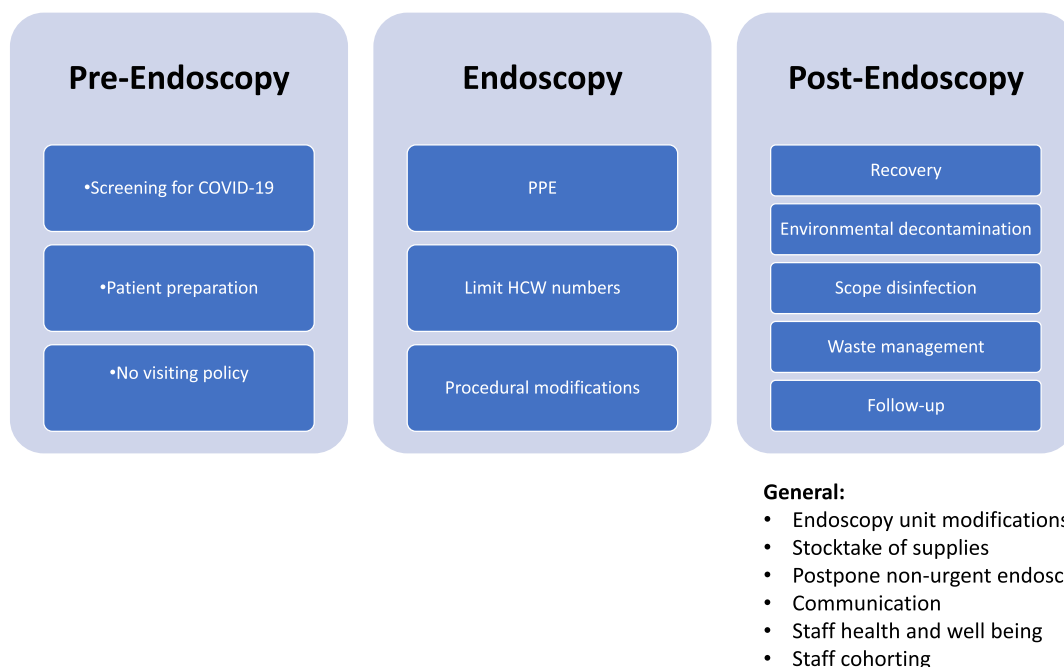 Pre-Endoscopy
•Screening for COVID-19
•Patient preparation
•No visiting policy
Endoscopy
PPE
Limit HCW numbers
Procedural modifications
Post-Endoscopy
Recovery
Environmental decontamination
Scope disinfection
Waste management
Follow-up
General:
• Endoscopy unit modifications
• Stocktake of supplies
• Postpone non-urgent endosc
• Communication
• Staff health and well being
• Staff cohorting